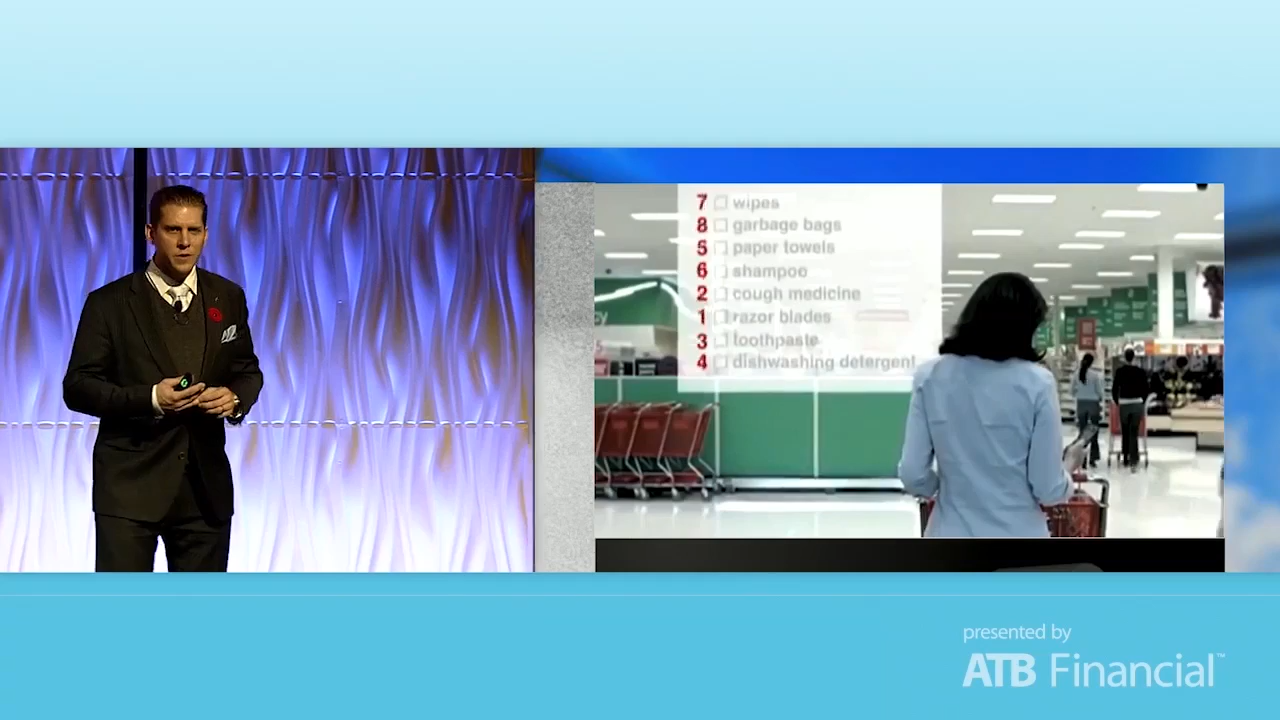 7 wipes
8 garbage bags
5 paper towels
6 shampoo
2 cough medicine
1 razor blades
3 toothpaste
4 dishwashing detergent
presented by
ATB Financial™